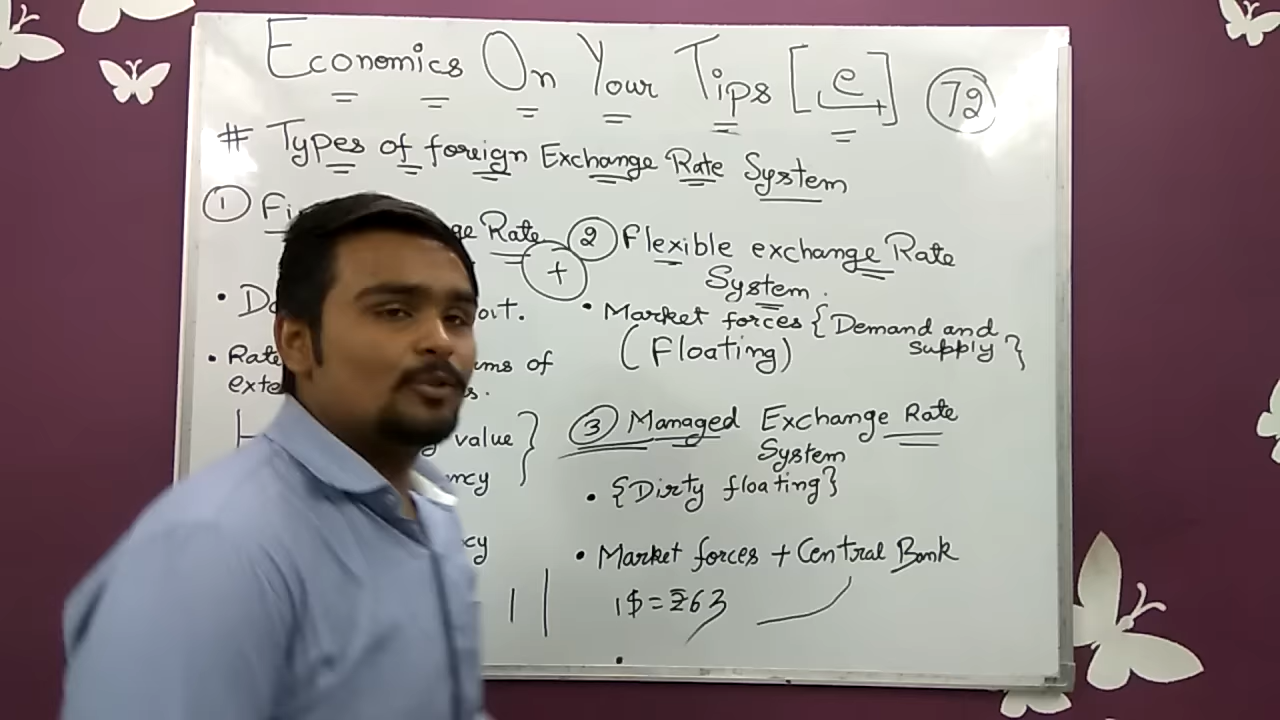 Economics On Your Tips [e] 72
# Types of foreign Exchange Rate System
① Rate
+
•
• Rate of
value
② Flexible exchange Rate
System.
• Market forces {Demand and
supply}
(Floating)
③ Managed Exchange Rate
System
• {Dirty floating}
• Market forces + Central Bank
1$ = ₹63